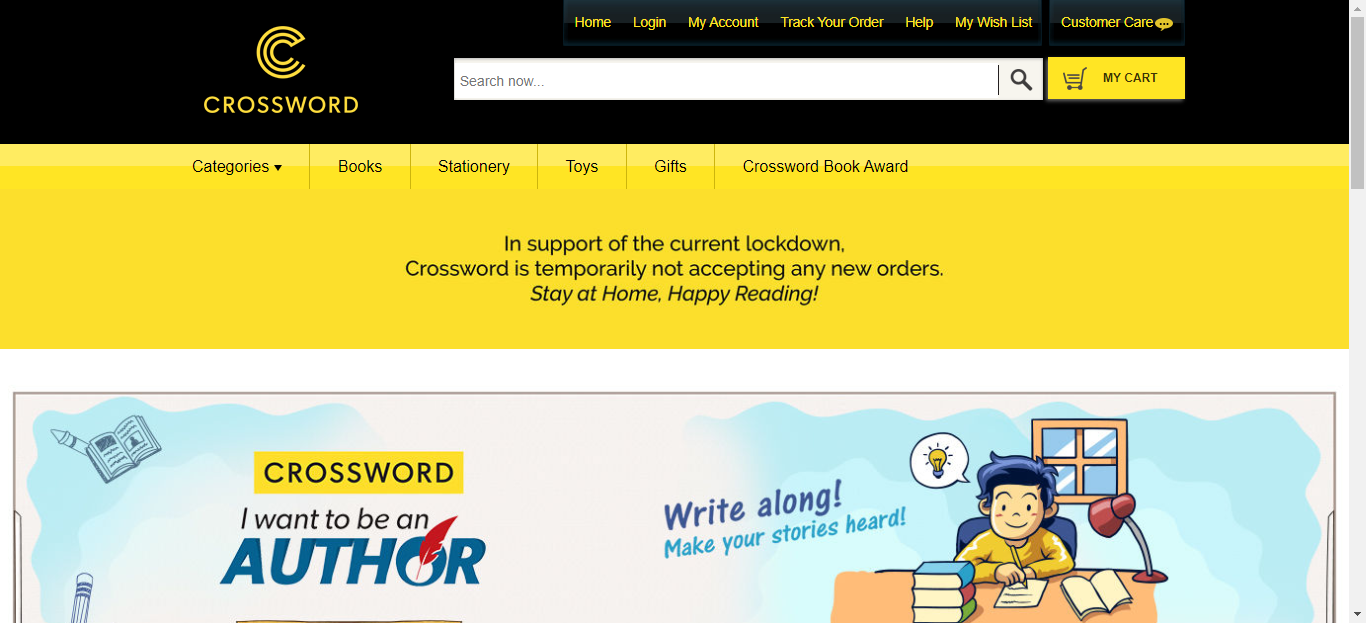 Home Login My Account Track Your Order Help My Wish List Customer Care
CROSSWORD
Search now...
MY CART
Categories Books Stationery Toys Gifts Crossword Book Award
In support of the current lockdown,
Crossword is temporarily not accepting any new orders.
Stay at Home, Happy Reading!
CROSSWORD
I want to be an
AUTHOR
Write along!
Make your stories heard!